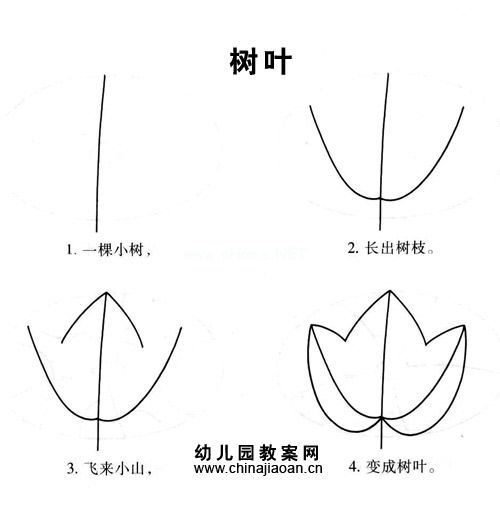 树叶
1. 一棵小树，
2. 长出树枝。
3. 飞来小山，
4. 变成树叶。
幼儿园教案网
www.chinajiaoan.cn